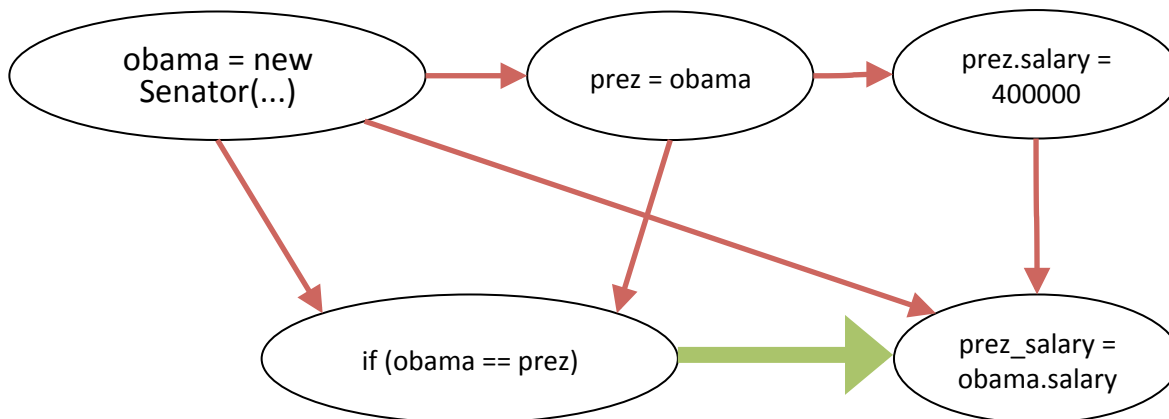 obama = new
Senator(...)
prez = obama
prez.salary =
400000
if (obama == prez)
prez_salary =
obama.salary